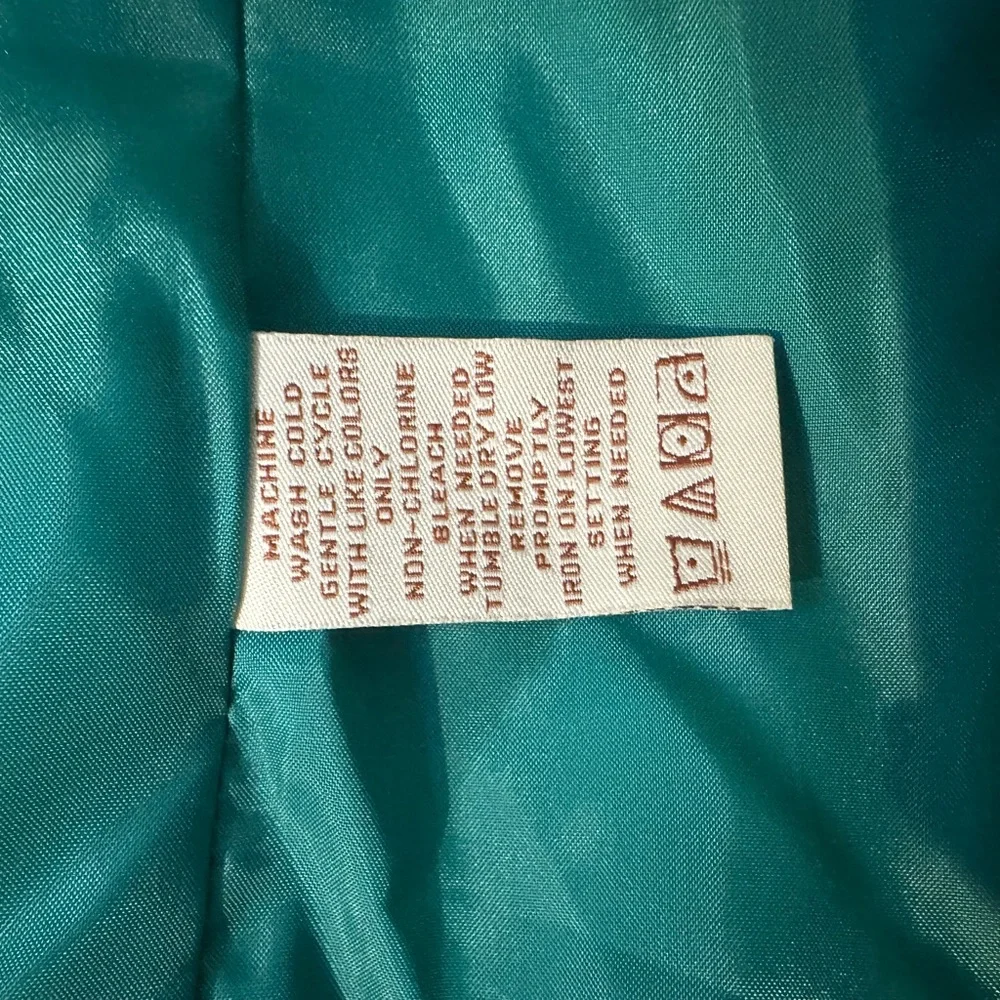 MACHINE
WASH COLD
GENTLE CYCLE
WITH LIKE COLORS
ONLY
NON-CHLORINE
BLEACH
WHEN NEEDED
TUMBLE DRY LOW
REMOVE
PROMPTLY
IRON ON LOWEST
SETTING
WHEN NEEDED